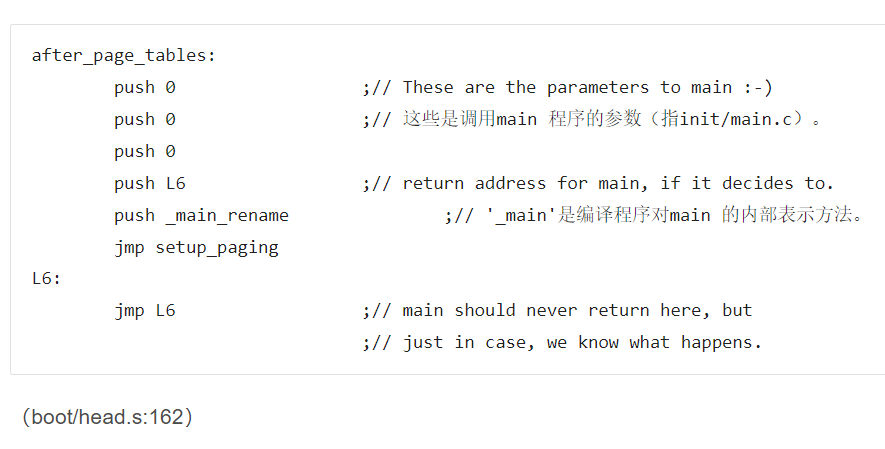 after_page_tables:
push 0 ;// These are the parameters to main :-)
push 0 ;// 这些是调用main 程序的参数（指init/main.c）。
push 0
push L6 ;// return address for main, if it decides to.
push _main_rename ;// '_main'是编译程序对main 的内部表示方法。
jmp setup_paging
L6:
jmp L6 ;// main should never return here, but
;// just in case, we know what happens.
（boot/head.s:162）